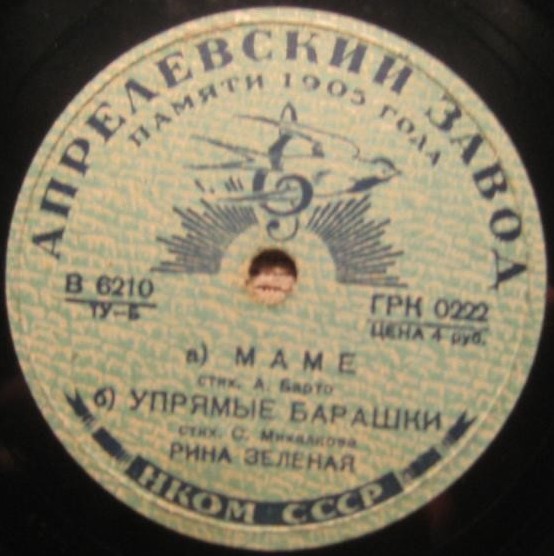 АПРЕЛЕВСКИЙ ЗАВОД
ПАМЯТИ 1905 ГОДА
В 6210
ТУ-Б
ГРК 0222
ЦЕНА 4 руб.
а) МАМЕ
стих. А. Барто
б) УПРЯМЫЕ БАРАШКИ
стих. С. Михалкова
РИНА ЗЕЛЕНАЯ
НКОМ СССР